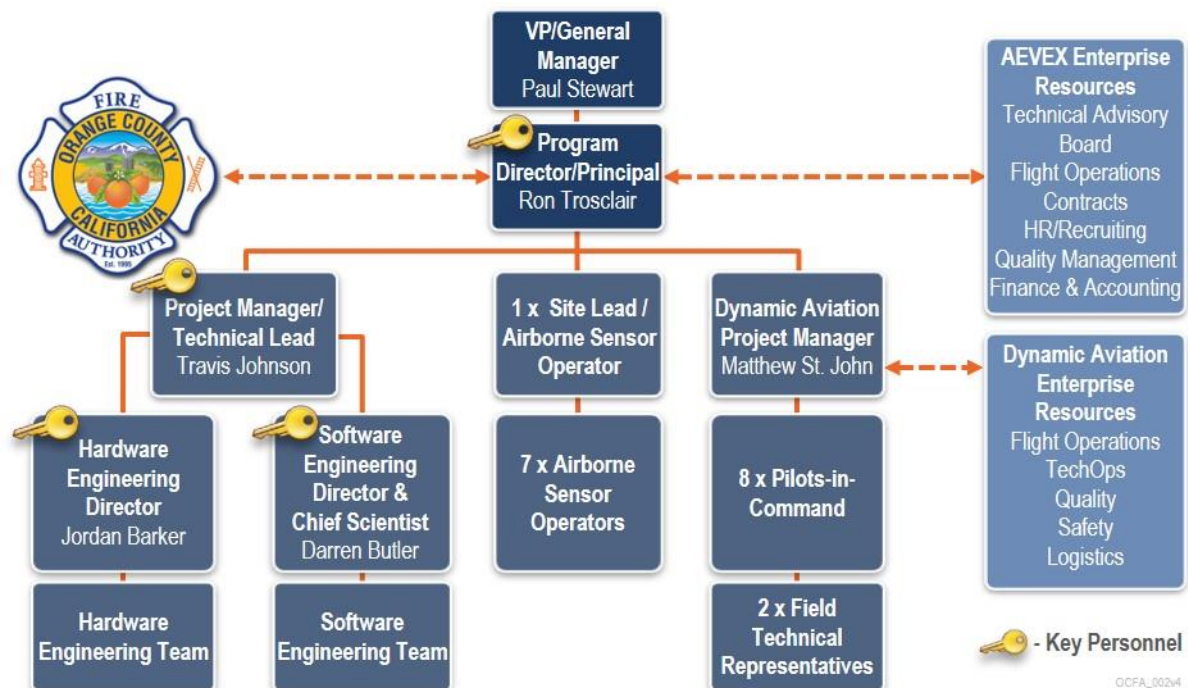 VP/General
Manager
Paul Stewart
Program
Director/Principal
Ron Trosclair
FIRE
ORANGE COUNTY
CALIFORNIA
AUTHORITY
Est. 1995
AEVEX Enterprise
Resources
Technical Advisory
Board
Flight Operations
Contracts
HR/Recruiting
Quality Management
Finance & Accounting
Project Manager/
Technical Lead
Travis Johnson
1 x Site Lead /
Airborne Sensor
Operator
Dynamic Aviation
Project Manager
Matthew St. John
Dynamic Aviation
Enterprise
Resources
Flight Operations
TechOps
Quality
Safety
Logistics
Hardware
Engineering
Director
Jordan Barker
Software
Engineering
Director &
Chief Scientist
Darren Butler
7 x Airborne
Sensor
Operators
8 x Pilots-in-
Command
Hardware
Engineering Team
Software
Engineering Team
2 x Field
Technical
Representatives
- Key Personnel
OCFA_002v4